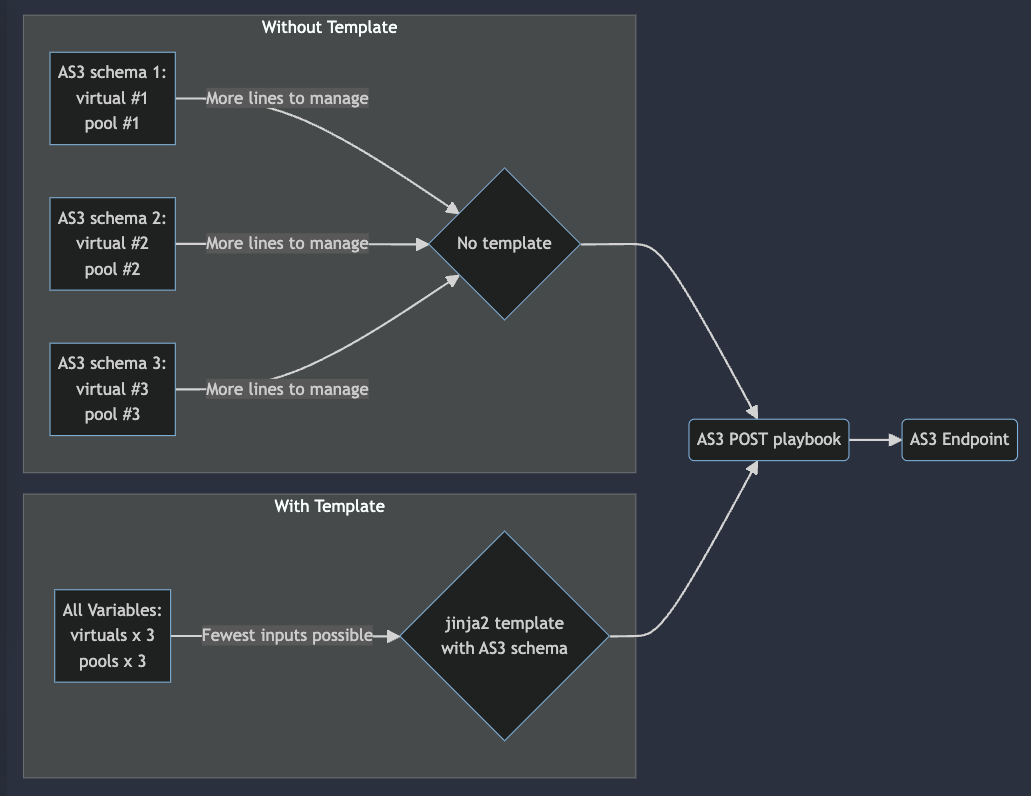 Without Template
AS3 schema 1:
virtual #1
pool #1
More lines to manage
AS3 schema 2:
virtual #2
pool #2
More lines to manage
No template
AS3 schema 3:
virtual #3
pool #3
More lines to manage
AS3 POST playbook
AS3 Endpoint
With Template
All Variables:
virtuals x 3
pools x 3
Fewest inputs possible
jinja2 template
with AS3 schema